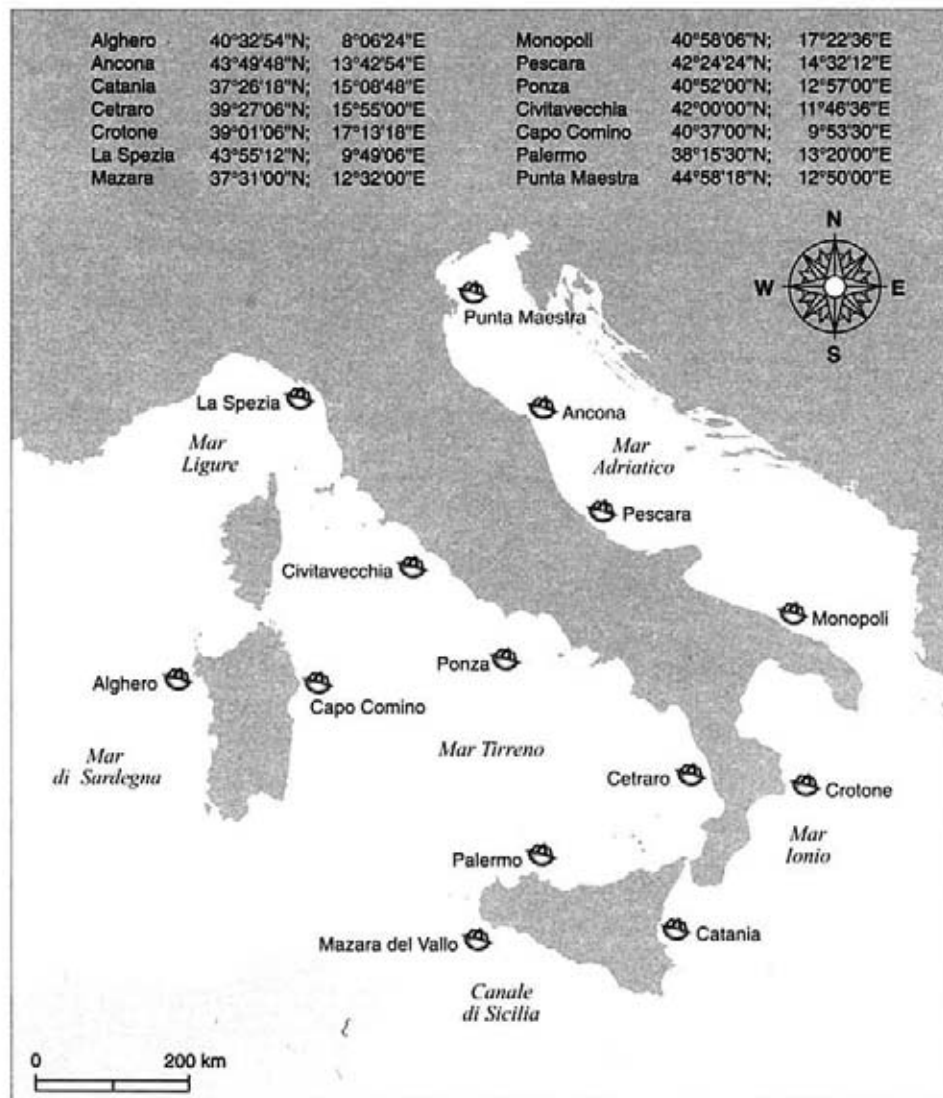 Alghero 40°32'54"N; 8°06'24"E
Ancona 43°49'48"N; 13°42'54"E
Catania 37°26'18"N; 15°08'48"E
Cetraro 39°27'06"N; 15°55'00"E
Crotone 39°01'06"N; 17°13'18"E
La Spezia 43°55'12"N; 9°49'06"E
Mazara 37°31'00"N; 12°32'00"E
Monopoli 40°58'06"N; 17°22'36"E
Pescara 42°24'24"N; 14°32'12"E
Ponza 40°52'00"N; 12°57'00"E
Civitavecchia 42°00'00"N; 11°46'36"E
Capo Comino 40°37'00"N; 9°53'30"E
Palermo 38°15'30"N; 13°20'00"E
Punta Maestra 44°58'18"N; 12°50'00"E
N
W E
S
Punta Maestra
La Spezia
Ancona
Mar
Ligure
Mar
Adriatico
Pescara
Civitavecchia
Monopoli
Ponza
Alghero
Capo Comino
Mar
di Sardegna
Mar Tirreno
Cetraro
Crotone
Mar
Ionio
Palermo
Catania
Mazara del Vallo
Canale
di Sicilia
0 200 km